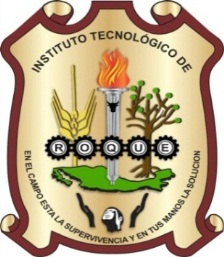 INSTITUTO TECNOLÓGICO DE
ROQUE
EN EL CAMPO ESTA LA SUPERVIVENCIA Y EN TUS MANOS LA SOLUCION